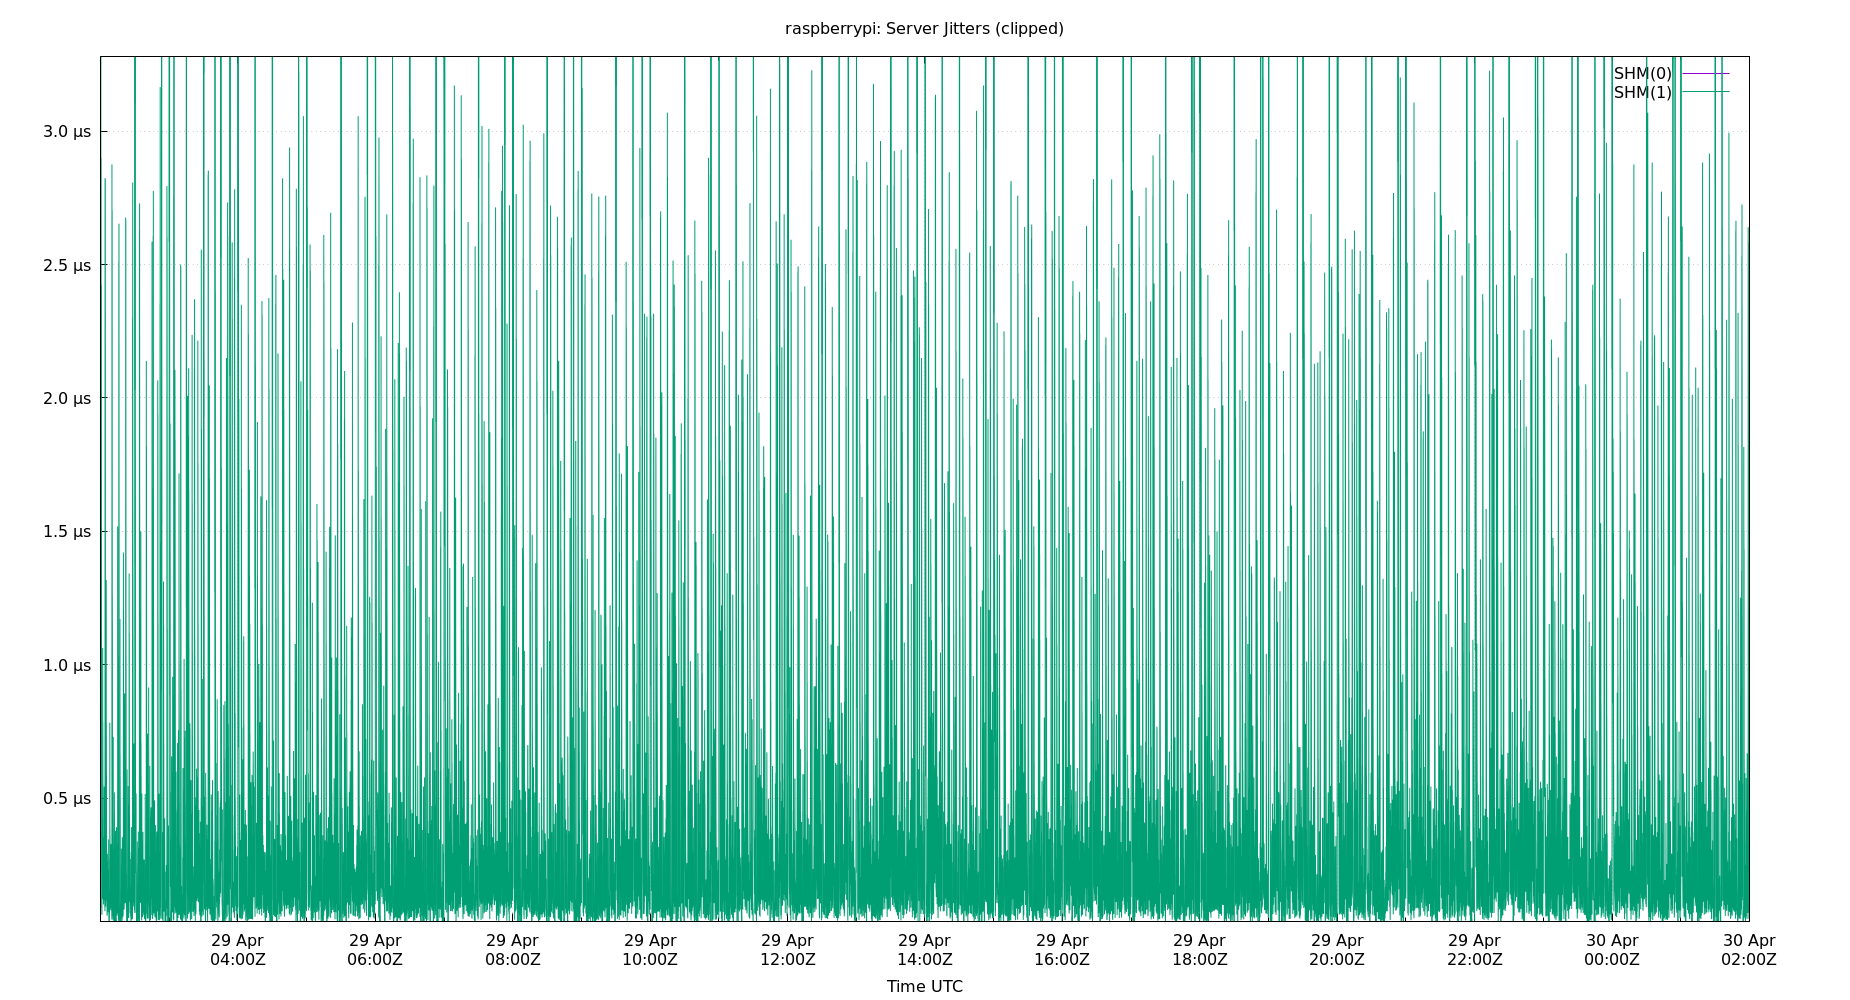 raspberrypi: Server Jitters (clipped)
SHM(0)
SHM(1)
3.0 µs
2.5 µs
2.0 µs
1.5 µs
1.0 µs
0.5 µs
29 Apr 29 Apr 29 Apr 29 Apr 29 Apr 29 Apr 29 Apr 29 Apr 29 Apr 29 Apr 30 Apr 30 Apr
04:00Z 06:00Z 08:00Z 10:00Z 12:00Z 14:00Z 16:00Z 18:00Z 20:00Z 22:00Z 00:00Z 02:00Z
Time UTC